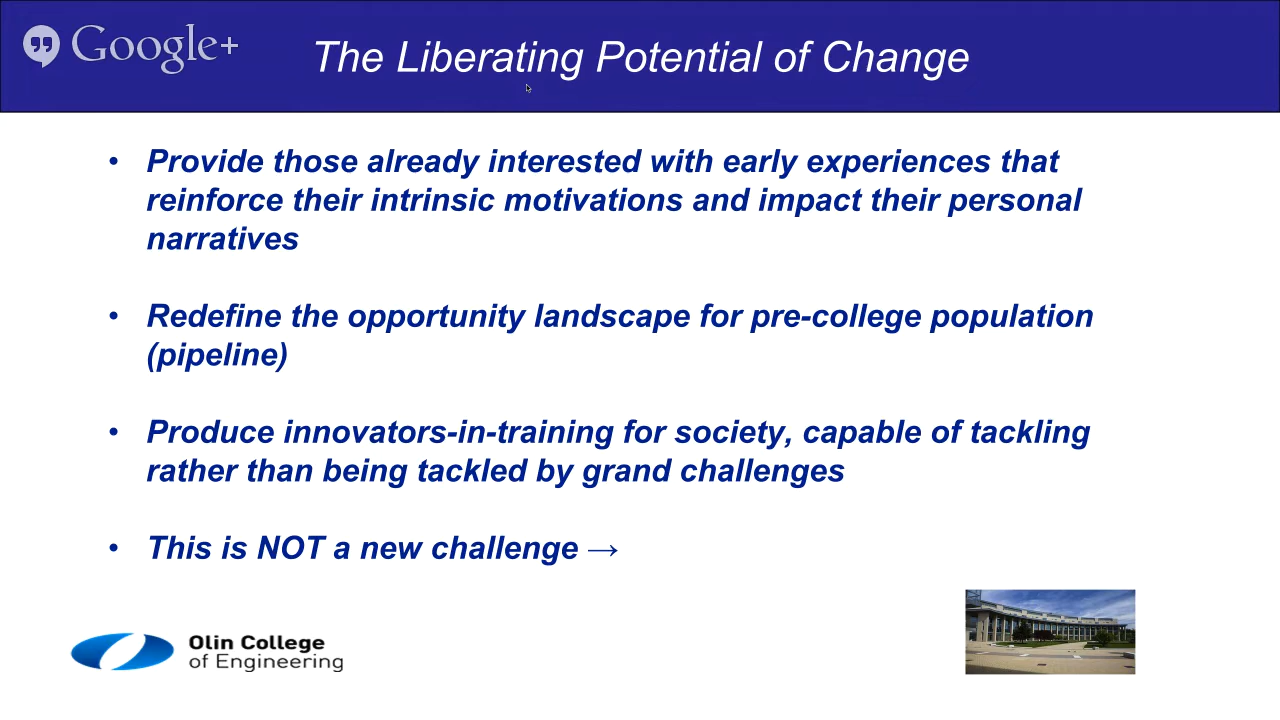 Google+
The Liberating Potential of Change
• Provide those already interested with early experiences that
reinforce their intrinsic motivations and impact their personal
narratives
• Redefine the opportunity landscape for pre-college population
(pipeline)
• Produce innovators-in-training for society, capable of tackling
rather than being tackled by grand challenges
• This is NOT a new challenge →
Olin College
of Engineering